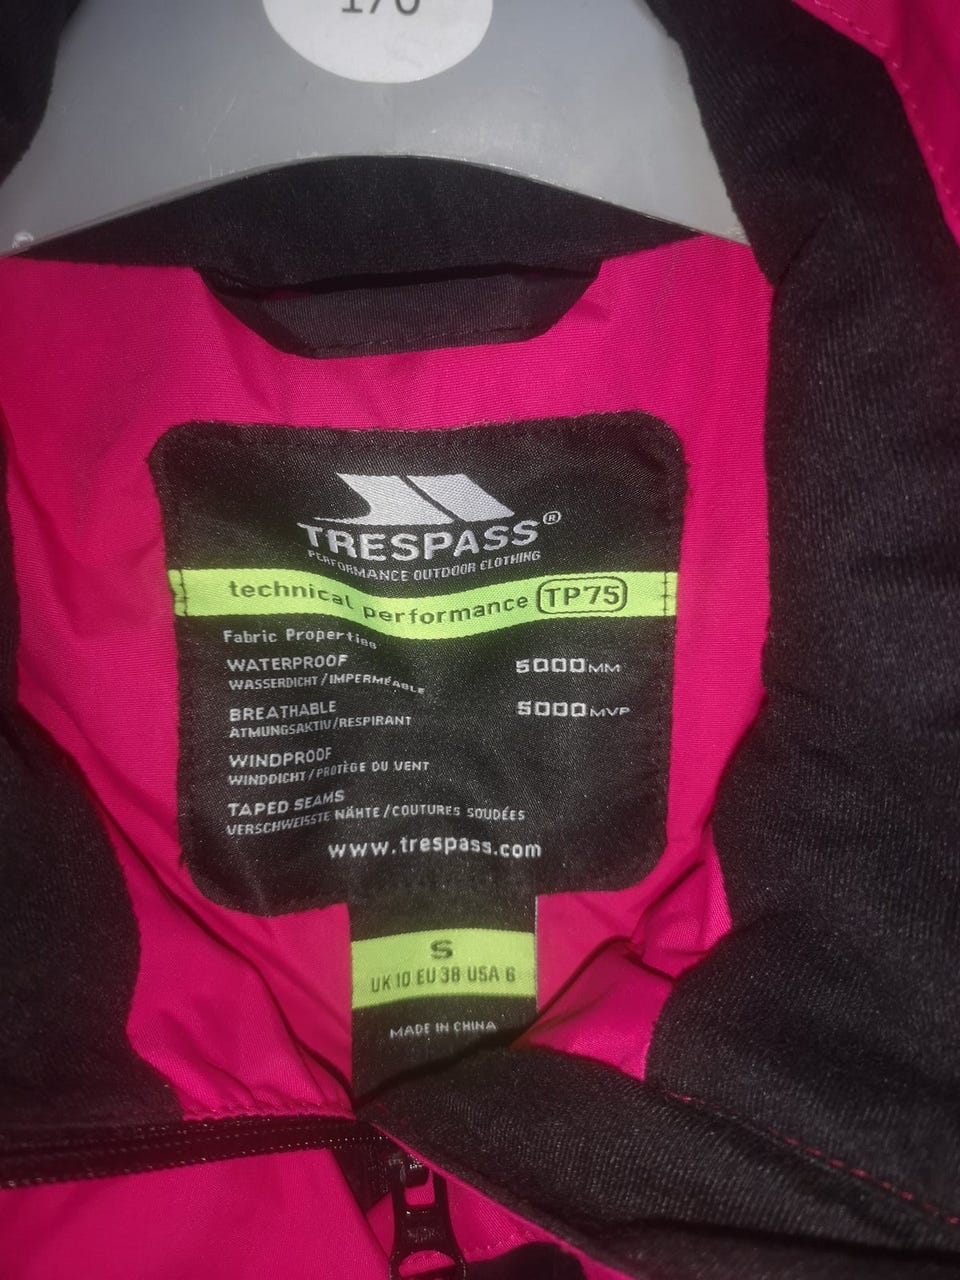 170
TRESPASS®
PERFORMANCE OUTDOOR CLOTHING
technical performance TP75
Fabric Properties
WATERPROOF 5000MM
WASSERDICHT/IMPERMÉABLE
BREATHABLE 5000MVP
ATMUNGSAKTIV/RESPIRANT
WINDPROOF
WINDDICHT/PROTÈGE DU VENT
TAPED SEAMS
VERSCHWEISSTE NÄHTE/COUTURES SOUDÉES
www.trespass.com
S
UK 10 EU 38 USA 6
MADE IN CHINA